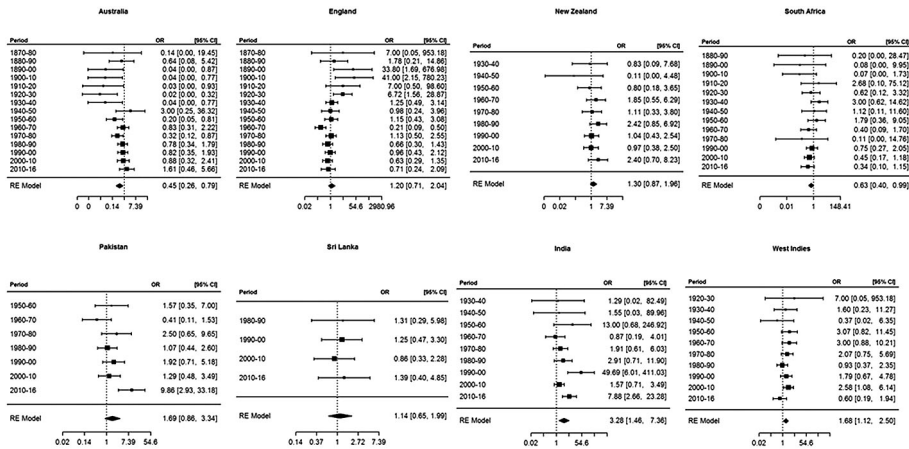 Australia
Period OR [95% CI]
1870-80 0.14 [0.00, 19.45]
1880-90 0.64 [0.08, 5.42]
1890-00 0.04 [0.00, 0.87]
1900-10 0.04 [0.00, 0.77]
1910-20 0.03 [0.00, 0.93]
1920-30 0.02 [0.00, 0.32]
1930-40 0.04 [0.00, 0.77]
1940-50 3.00 [0.25, 36.32]
1950-60 0.20 [0.05, 0.81]
1960-70 0.83 [0.31, 2.22]
1970-80 0.32 [0.12, 0.87]
1980-90 0.78 [0.34, 1.79]
1990-00 0.82 [0.35, 1.93]
2000-10 0.88 [0.32, 2.41]
2010-16 1.61 [0.46, 5.66]
RE Model 0.45 [0.26, 0.79]
0 0 0.14 7.39
England
Period OR [95% CI]
1870-80 7.00 [0.05, 953.18]
1880-90 1.78 [0.21, 14.86]
1890-00 33.80 [1.69, 676.98]
1900-10 41.00 [2.15, 780.23]
1910-20 7.00 [0.50, 98.60]
1920-30 6.72 [1.56, 28.87]
1930-40 1.25 [0.49, 3.14]
1940-50 0.98 [0.24, 3.96]
1950-60 1.15 [0.43, 3.08]
1960-70 0.21 [0.09, 0.50]
1970-80 1.13 [0.50, 2.55]
1980-90 0.66 [0.30, 1.43]
1990-00 0.96 [0.43, 2.12]
2000-10 0.63 [0.29, 1.35]
2010-16 0.71 [0.24, 2.09]
RE Model 1.20 [0.71, 2.04]
0.02 1 54.6 2980.96
New Zealand
Period OR [95% CI]
1930-40 0.83 [0.09, 7.68]
1940-50 0.11 [0.00, 4.48]
1950-60 0.80 [0.18, 3.65]
1960-70 1.85 [0.55, 6.29]
1970-80 1.11 [0.33, 3.80]
1980-90 2.42 [0.85, 6.92]
1990-00 1.04 [0.43, 2.54]
2000-10 0.97 [0.38, 2.50]
2010-16 2.40 [0.70, 8.23]
RE Model 1.30 [0.87, 1.96]
0 0.02 1 7.39
South Africa
Period OR [95% CI]
1880-90 0.20 [0.00, 28.47]
1890-00 0.08 [0.00, 9.95]
1900-10 0.07 [0.00, 1.73]
1910-20 2.68 [0.10, 75.12]
1920-30 0.62 [0.12, 3.32]
1930-40 3.00 [0.62, 14.62]
1940-50 1.12 [0.11, 11.60]
1950-60 1.79 [0.36, 9.05]
1960-70 0.40 [0.09, 1.70]
1970-80 0.11 [0.00, 14.76]
1990-00 0.75 [0.27, 2.05]
2000-10 0.45 [0.17, 1.18]
2010-16 0.34 [0.10, 1.15]
RE Model 0.63 [0.40, 0.99]
0 0.01 1 148.41
Pakistan
Period OR [95% CI]
1950-60 1.57 [0.35, 7.00]
1960-70 0.41 [0.11, 1.53]
1970-80 2.50 [0.65, 9.65]
1980-90 1.07 [0.44, 2.60]
1990-00 1.92 [0.71, 5.18]
2000-10 1.29 [0.48, 3.49]
2010-16 9.86 [2.93, 33.18]
RE Model 1.69 [0.86, 3.34]
0.02 1 7.39 54.6
Sri Lanka
Period OR [95% CI]
1980-90 1.31 [0.29, 5.98]
1990-00 1.25 [0.47, 3.30]
2000-10 0.86 [0.33, 2.28]
2010-16 1.39 [0.40, 4.85]
RE Model 1.14 [0.65, 1.99]
0.14 0.37 1 2.72 7.39
India
Period OR [95% CI]
1930-40 1.29 [0.02, 82.49]
1940-50 1.55 [0.03, 89.96]
1950-60 13.00 [0.68, 246.92]
1960-70 0.87 [0.19, 4.01]
1970-80 1.91 [0.61, 6.03]
1980-90 2.91 [0.71, 11.90]
1990-00 49.69 [6.01, 411.03]
2000-10 1.57 [0.71, 3.49]
2010-16 7.88 [2.66, 23.28]
RE Model 3.28 [1.46, 7.36]
0.02 1 54.6
West Indies
Period OR [95% CI]
1920-30 7.00 [0.05, 953.18]
1930-40 1.60 [0.23, 11.27]
1940-50 0.37 [0.02, 6.35]
1950-60 3.07 [0.82, 11.45]
1960-70 3.00 [0.88, 10.21]
1970-80 2.07 [0.75, 5.69]
1980-90 0.93 [0.37, 2.35]
1990-00 1.79 [0.67, 4.78]
2000-10 2.58 [1.08, 6.14]
2010-16 0.60 [0.19, 1.94]
RE Model 1.68 [1.12, 2.50]
0.02 1 54.6